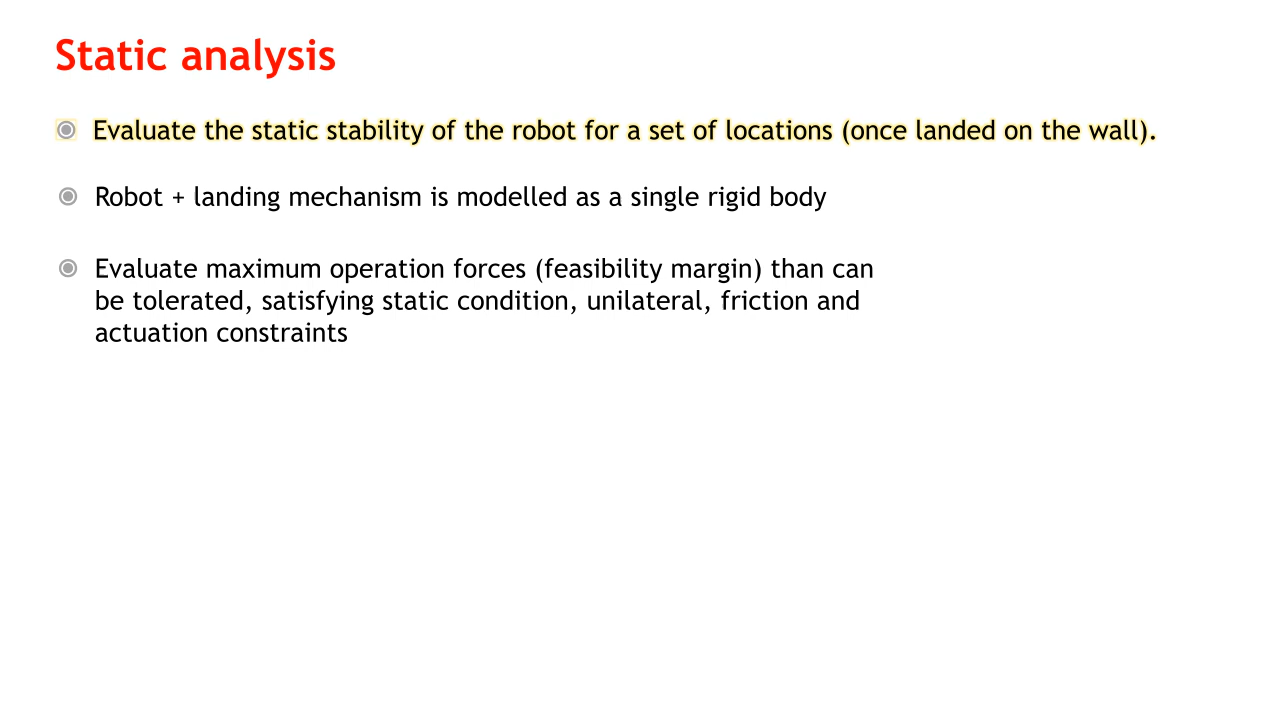 Static analysis
Evaluate the static stability of the robot for a set of locations (once landed on the wall).
Robot + landing mechanism is modelled as a single rigid body
Evaluate maximum operation forces (feasibility margin) than can
be tolerated, satisfying static condition, unilateral, friction and
actuation constraints